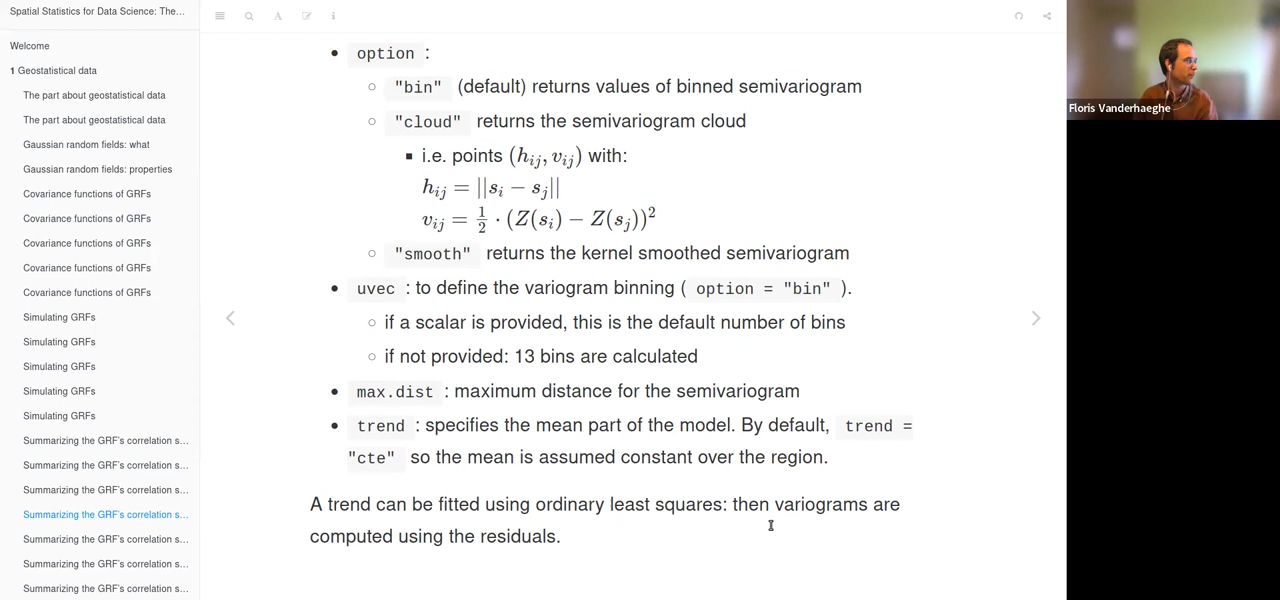 Spatial Statistics for Data Science: The...
Welcome
1 Geostatistical data
The part about geostatistical data
The part about geostatistical data
Gaussian random fields: what
Gaussian random fields: properties
Covariance functions of GRFs
Covariance functions of GRFs
Covariance functions of GRFs
Covariance functions of GRFs
Covariance functions of GRFs
Simulating GRFs
Simulating GRFs
Simulating GRFs
Simulating GRFs
Simulating GRFs
Summarizing the GRF's correlation s...
Summarizing the GRF's correlation s...
Summarizing the GRF's correlation s...
Summarizing the GRF's correlation s...
Summarizing the GRF's correlation s...
Summarizing the GRF's correlation s...
Summarizing the GRF's correlation s...
option :
"bin" (default) returns values of binned semivariogram
"cloud" returns the semivariogram cloud
i.e. points (h_{ij}, v_{ij}) with:
h_{ij} = ||s_i − s_j||
v_{ij} = 1/2 · (Z(s_i) − Z(s_j))²
"smooth" returns the kernel smoothed semivariogram
uvec : to define the variogram binning ( option = "bin" ).
if a scalar is provided, this is the default number of bins
if not provided: 13 bins are calculated
max.dist : maximum distance for the semivariogram
trend : specifies the mean part of the model. By default, trend =
"cte" so the mean is assumed constant over the region.
A trend can be fitted using ordinary least squares: then variograms are
computed using the residuals.
Floris Vanderhaeghe